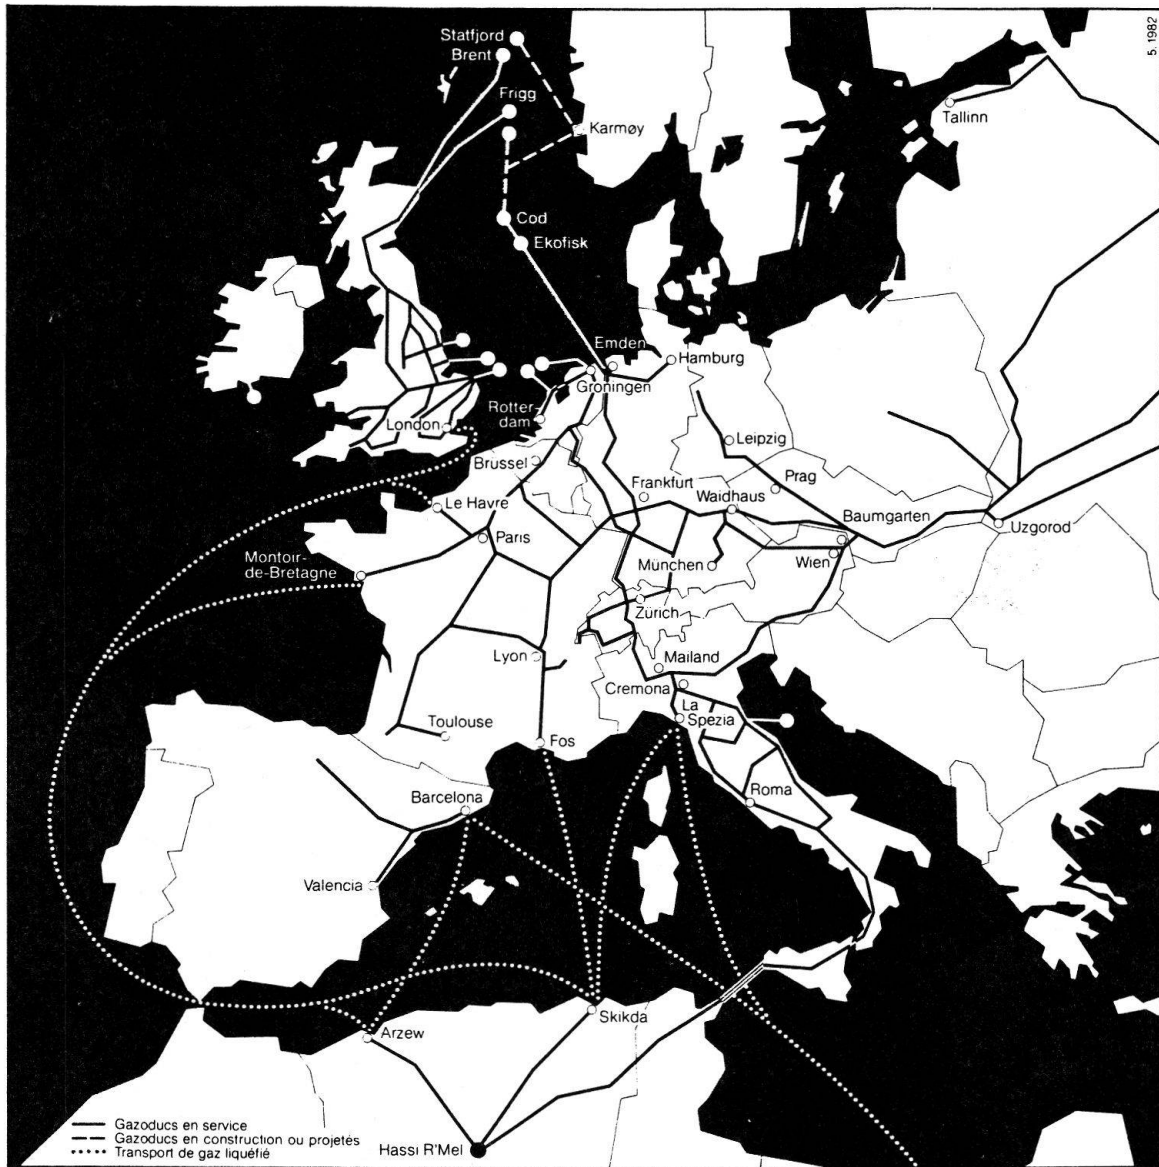 5.1982
Statfjord
Brent
Frigg
Karmøy
Tallinn
Cod
Ekofisk
Emden
Hamburg
Groningen
Rotter-
dam
London
Leipzig
Brüssel
Prag
Frankfurt
Waidhaus
Le Havre
Baumgarten
Uzgorod
Paris
Montoir-
de-Bretagne
München
Wien
Zürich
Lyon
Mailand
Cremona
La
Spezia
Toulouse
Fos
Barcelona
Roma
Valencia
Skikda
Arzew
Gazoducs en service
Gazoducs en construction ou projetés
Transport de gaz liquéfié
Hassi R'Mel